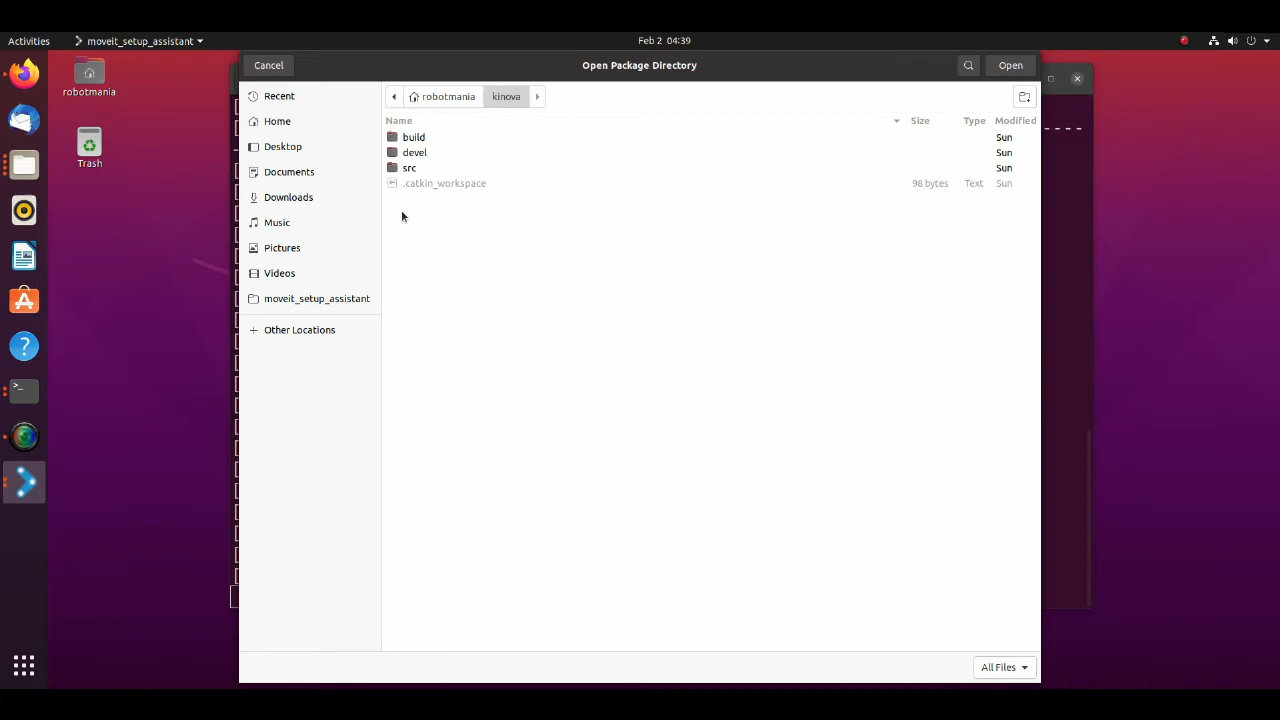 Activities
moveit_setup_assistant
Feb 2 04:39
robotmania
Trash
Cancel
Open Package Directory
Open
Recent
Home
Desktop
Documents
Downloads
Music
Pictures
Videos
moveit_setup_assistant
Other Locations
robotmania
kinova
Name
Size
Type
Modified
build
Sun
devel
Sun
src
Sun
.catkin_workspace
98 bytes
Text
Sun
All Files